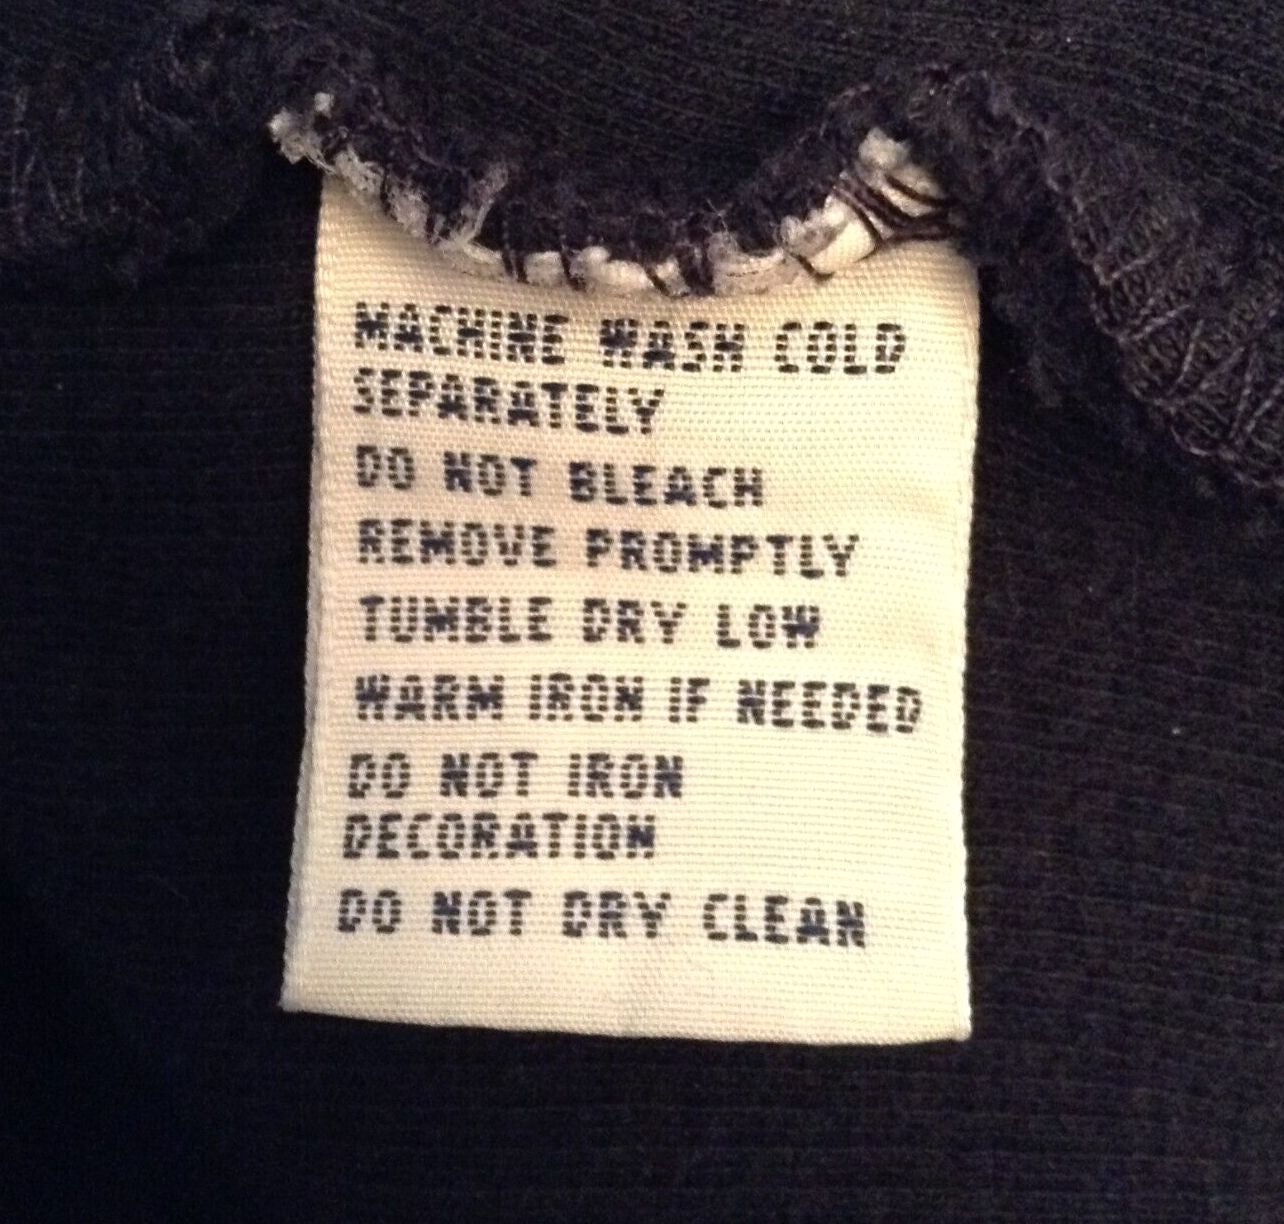 MACHINE WASH COLD
SEPARATELY
DO NOT BLEACH
REMOVE PROMPTLY
TUMBLE DRY LOW
WARM IRON IF NEEDED
DO NOT IRON
DECORATION
DO NOT DRY CLEAN